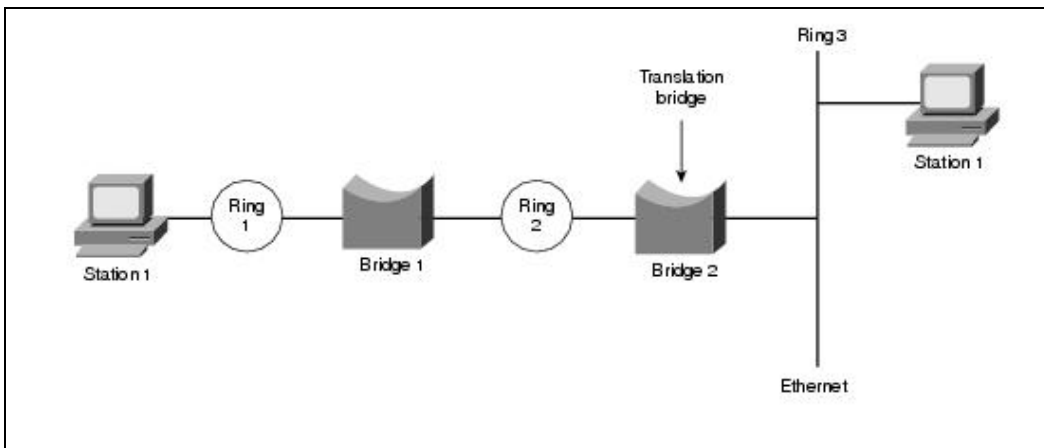 Ring 3
Translation
bridge
Station 1
Ring
1
Ring
2
Station 1
Bridge 1
Bridge 2
Ethernet